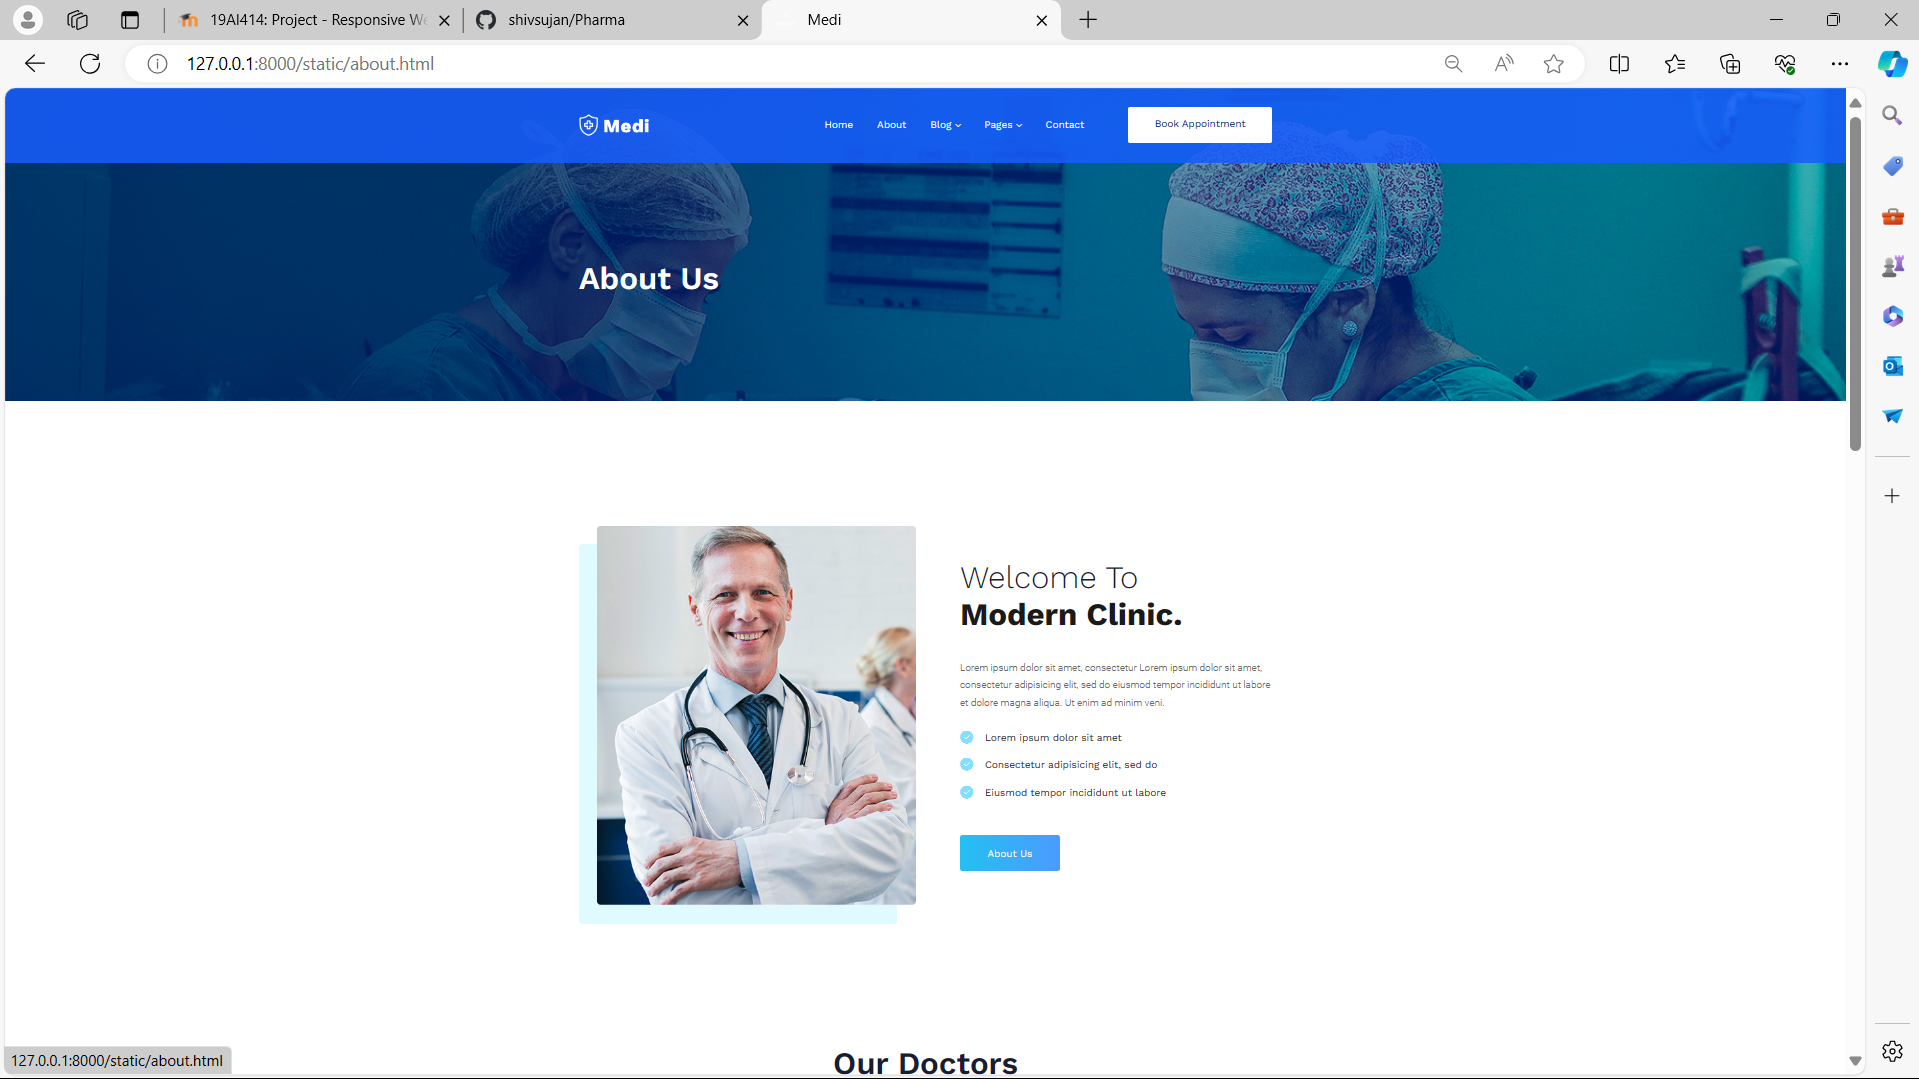 19AI414: Project - Responsive We
shivsujan/Pharma
Medi
127.0.0.1:8000/static/about.html
Medi
Home
About
Blog
Pages
Contact
Book Appointment
About Us
Welcome To
Modern Clinic.
Lorem ipsum dolor sit amet, consectetur Lorem ipsum dolor sit amet,
consectetur adipisicing elit, sed do eiusmod tempor incididunt ut labore
et dolore magna aliqua. Ut enim ad minim veni.
Lorem ipsum dolor sit amet
Consectetur adipisicing elit, sed do
Eiusmod tempor incididunt ut labore
About Us
Our Doctors
127.0.0.1:8000/static/about.html